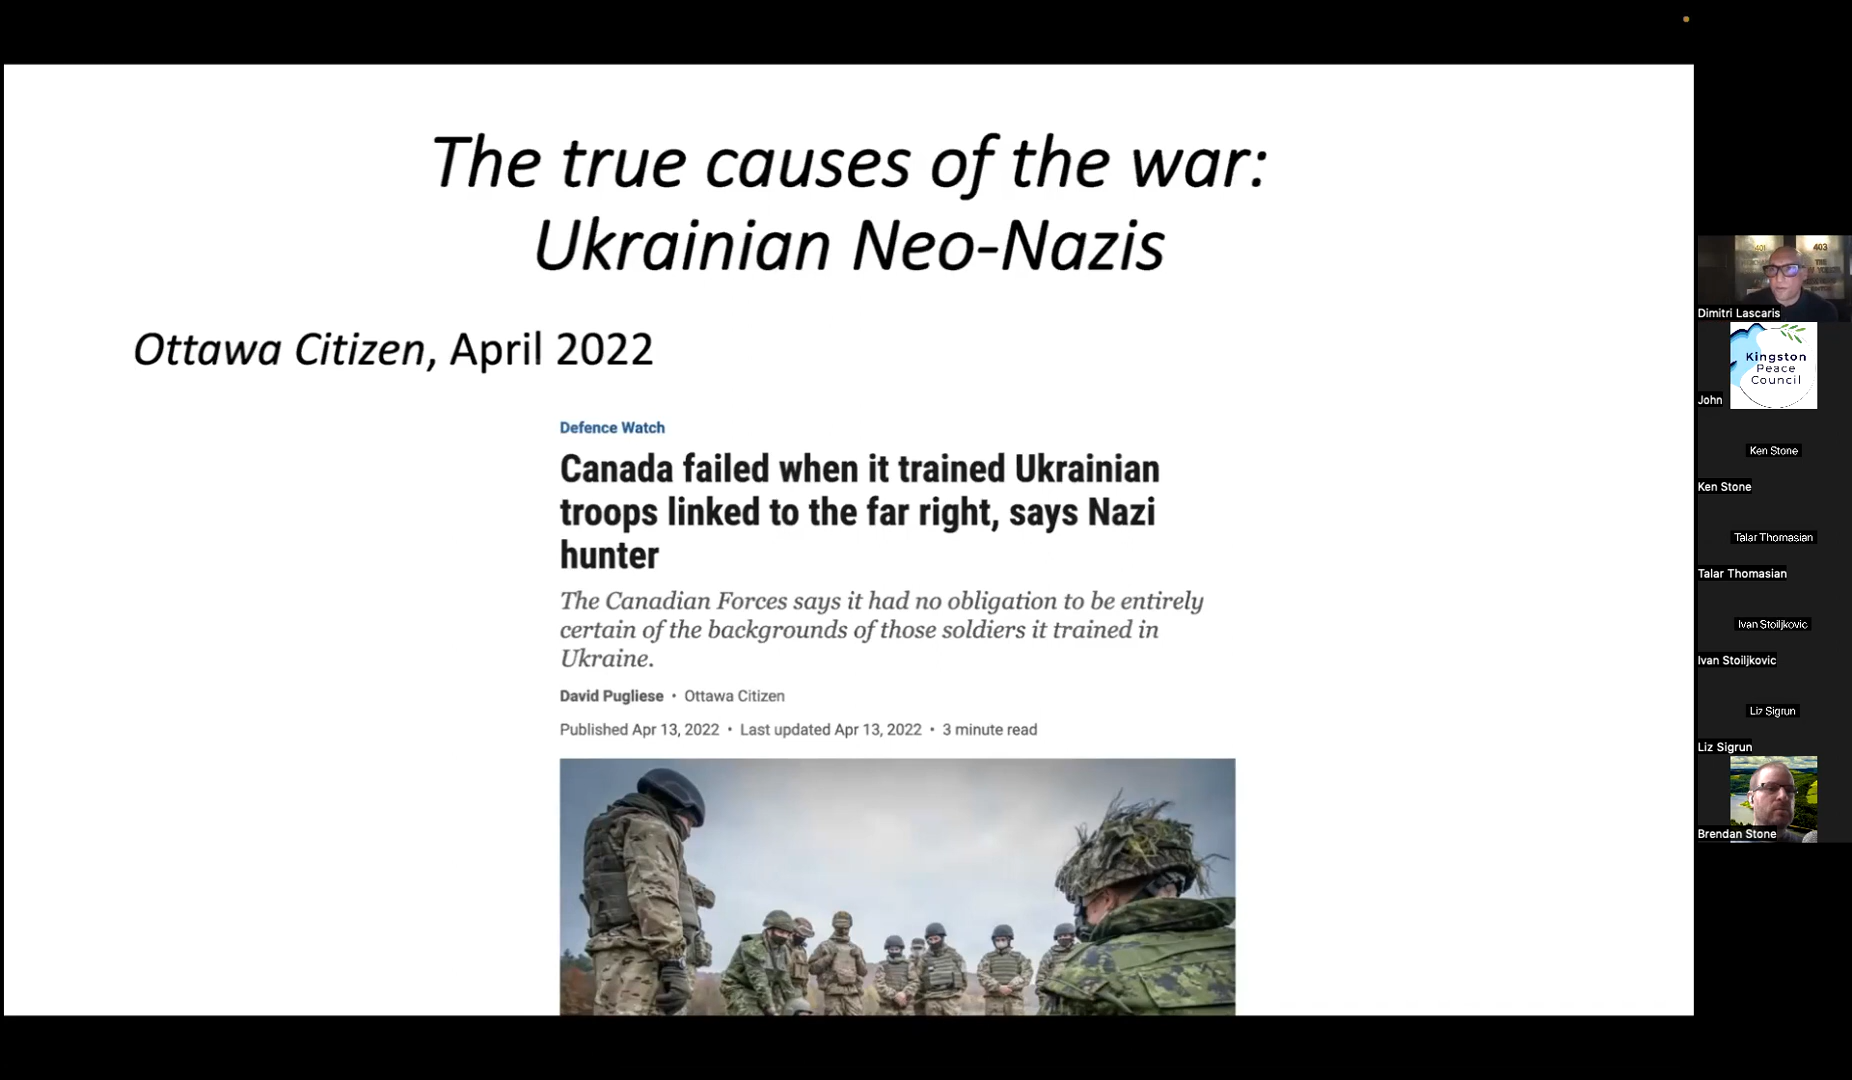 The true causes of the war:
Ukrainian Neo-Nazis
Ottawa Citizen, April 2022
Defence Watch
Canada failed when it trained Ukrainian
troops linked to the far right, says Nazi
hunter
The Canadian Forces says it had no obligation to be entirely
certain of the backgrounds of those soldiers it trained in
Ukraine.
David Pugliese • Ottawa Citizen
Published Apr 13, 2022 • Last updated Apr 13, 2022 • 3 minute read
401
403
THE
Dimitri Lascaris
Kingston
Peace
Council
John
Ken Stone
Ken Stone
Talar Thomasian
Talar Thomasian
Ivan Stoiljkovic
Ivan Stoiljkovic
Liz Sigrun
Liz Sigrun
Brendan Stone